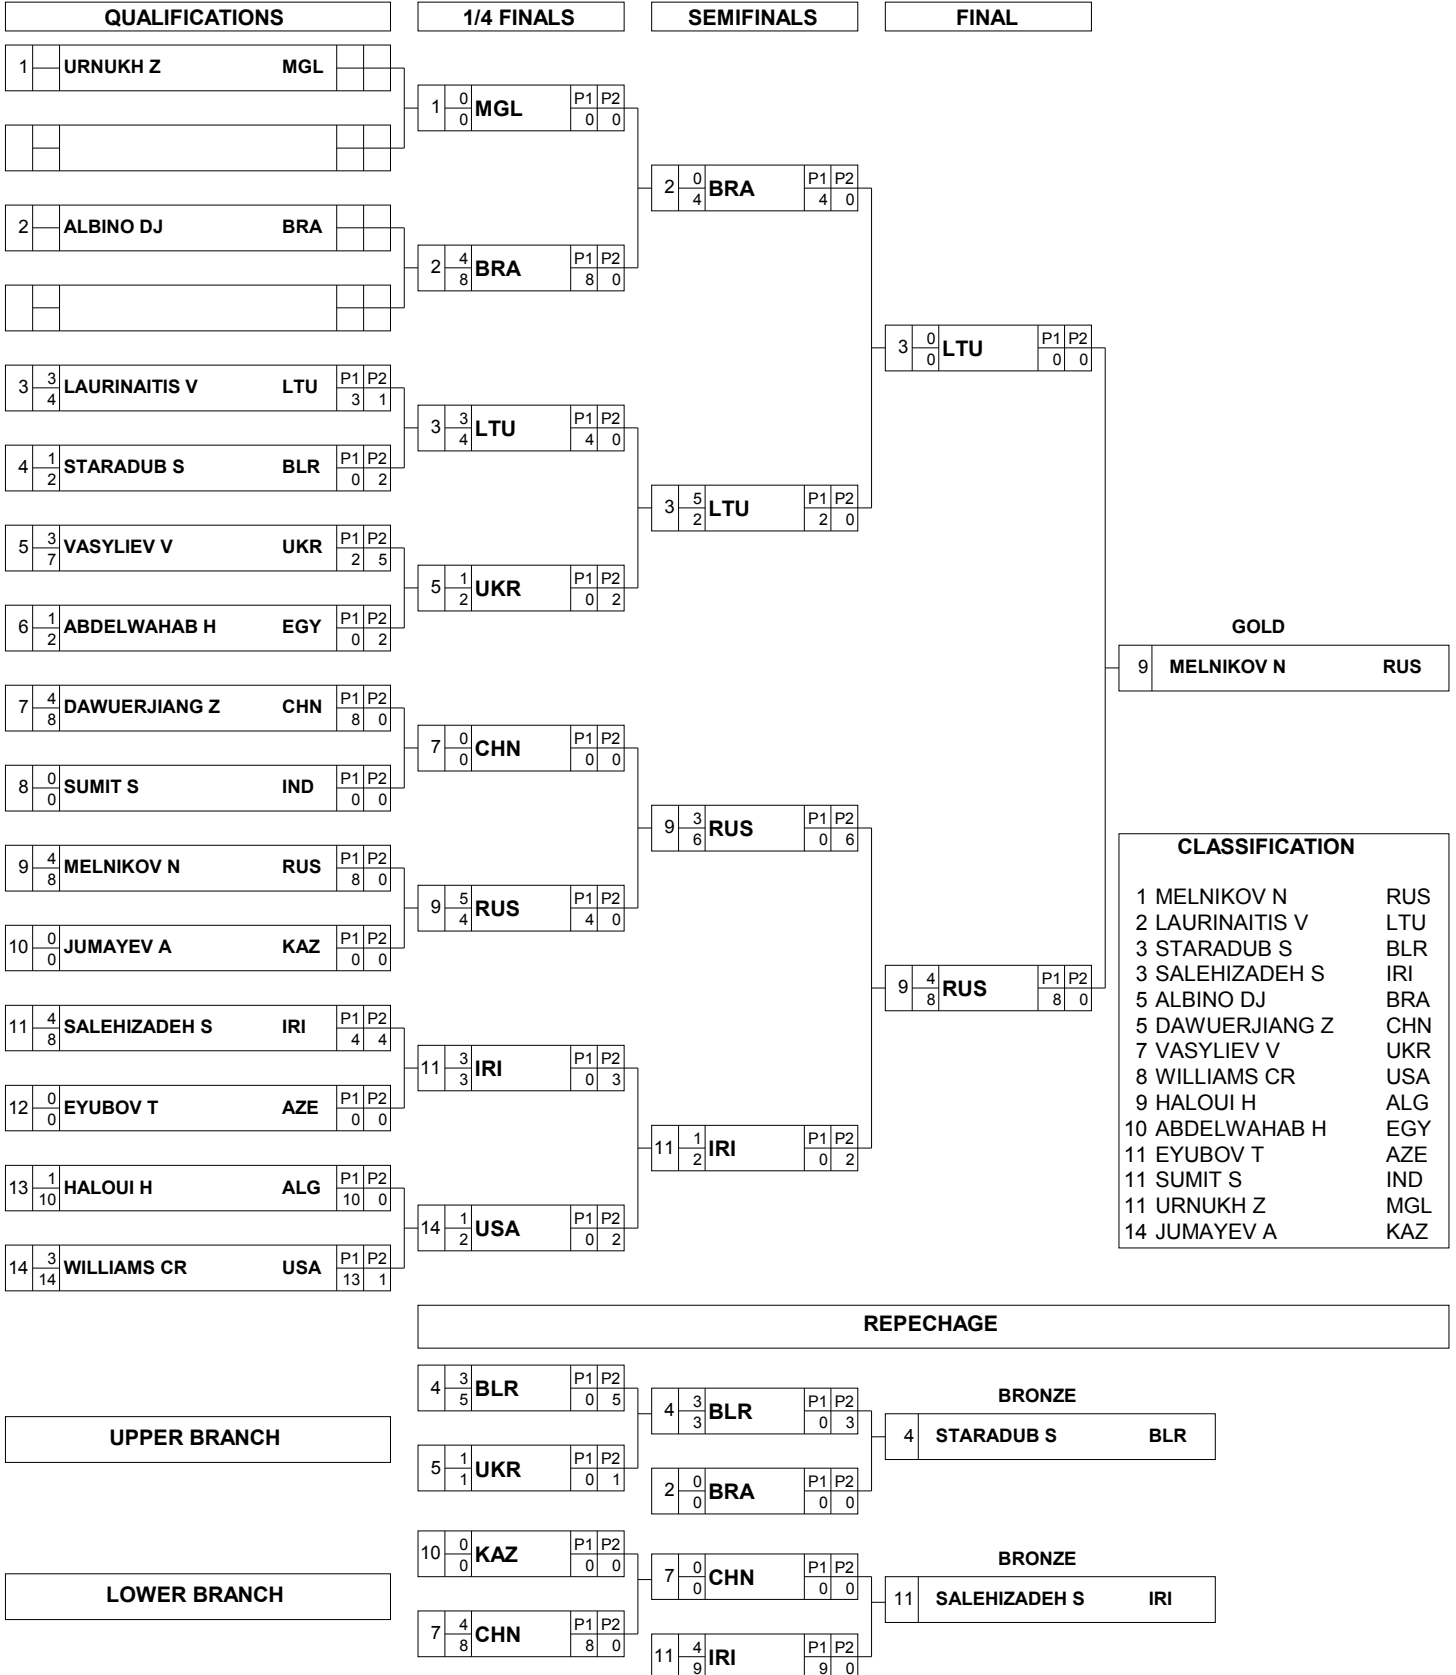 QUALIFICATIONS 1/4 FINALS SEMIFINALS FINAL
1 URNUKH Z MGL
1 0 0 MGL P1 P2 0 0
2 0 4 BRA P1 P2 4 0
2 ALBINO DJ BRA
2 4 8 BRA P1 P2 8 0
3 0 0 LTU P1 P2 0 0
3 3 4 LAURINAITIS V LTU P1 P2 3 1
3 3 4 LTU P1 P2 4 0
4 1 2 STARADUB S BLR P1 P2 0 2
3 5 2 LTU P1 P2 2 0
5 3 7 VASYLIEV V UKR P1 P2 2 5
5 1 2 UKR P1 P2 0 2
6 1 2 ABDELWAHAB H EGY P1 P2 0 2
GOLD
9 MELNIKOV N RUS
7 4 8 DAWUERJIANG Z CHN P1 P2 8 0
7 0 0 CHN P1 P2 0 0
8 0 0 SUMIT S IND P1 P2 0 0
9 3 6 RUS P1 P2 0 6
9 4 8 MELNIKOV N RUS P1 P2 8 0
9 5 4 RUS P1 P2 4 0
10 0 0 JUMAYEV A KAZ P1 P2 0 0
9 4 8 RUS P1 P2 8 0
11 4 8 SALEHIZADEH S IRI P1 P2 4 4
11 3 3 IRI P1 P2 0 3
12 0 0 EYUBOV T AZE P1 P2 0 0
11 1 2 IRI P1 P2 0 2
13 1 10 HALOUI H ALG P1 P2 10 0
14 1 2 USA P1 P2 0 2
14 3 14 WILLIAMS CR USA P1 P2 13 1
CLASSIFICATION
1 MELNIKOV N RUS
2 LAURINAITIS V LTU
3 STARADUB S BLR
3 SALEHIZADEH S IRI
5 ALBINO DJ BRA
5 DAWUERJIANG Z CHN
7 VASYLIEV V UKR
8 WILLIAMS CR USA
9 HALOUI H ALG
10 ABDELWAHAB H EGY
11 EYUBOV T AZE
11 SUMIT S IND
11 URNUKH Z MGL
14 JUMAYEV A KAZ
REPECHAGE
UPPER BRANCH
4 3 5 BLR P1 P2 0 5
5 1 1 UKR P1 P2 0 1
4 3 3 BLR P1 P2 0 3
2 0 0 BRA P1 P2 0 0
BRONZE
4 STARADUB S BLR
LOWER BRANCH
10 0 0 KAZ P1 P2 0 0
7 4 8 CHN P1 P2 8 0
7 0 0 CHN P1 P2 0 0
11 4 9 IRI P1 P2 9 0
BRONZE
11 SALEHIZADEH S IRI